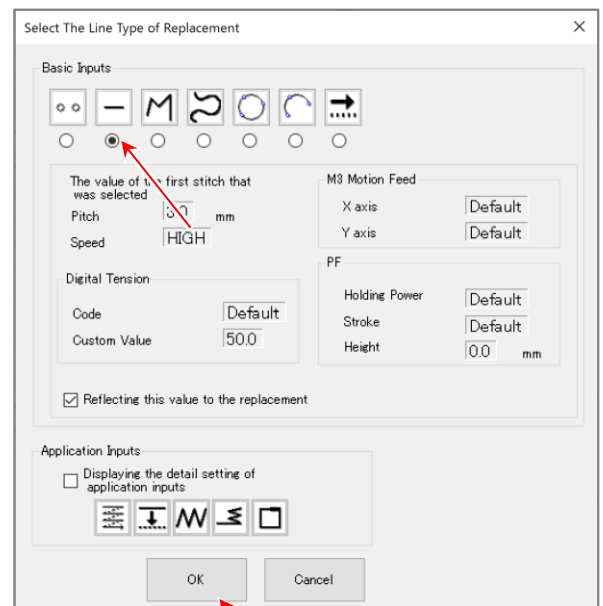 Select The Line Type of Replacement
Basic Inputs
The value of the first stitch that
was selected
Pitch 3.0 mm
Speed HIGH
Digital Tension
Code Default
Custom Value 50.0
M3 Motion Feed
X axis Default
Y axis Default
PF
Holding Power Default
Stroke Default
Height 0.0 mm
Reflecting this value to the replacement
Application Inputs
Displaying the detail setting of
application inputs
OK Cancel